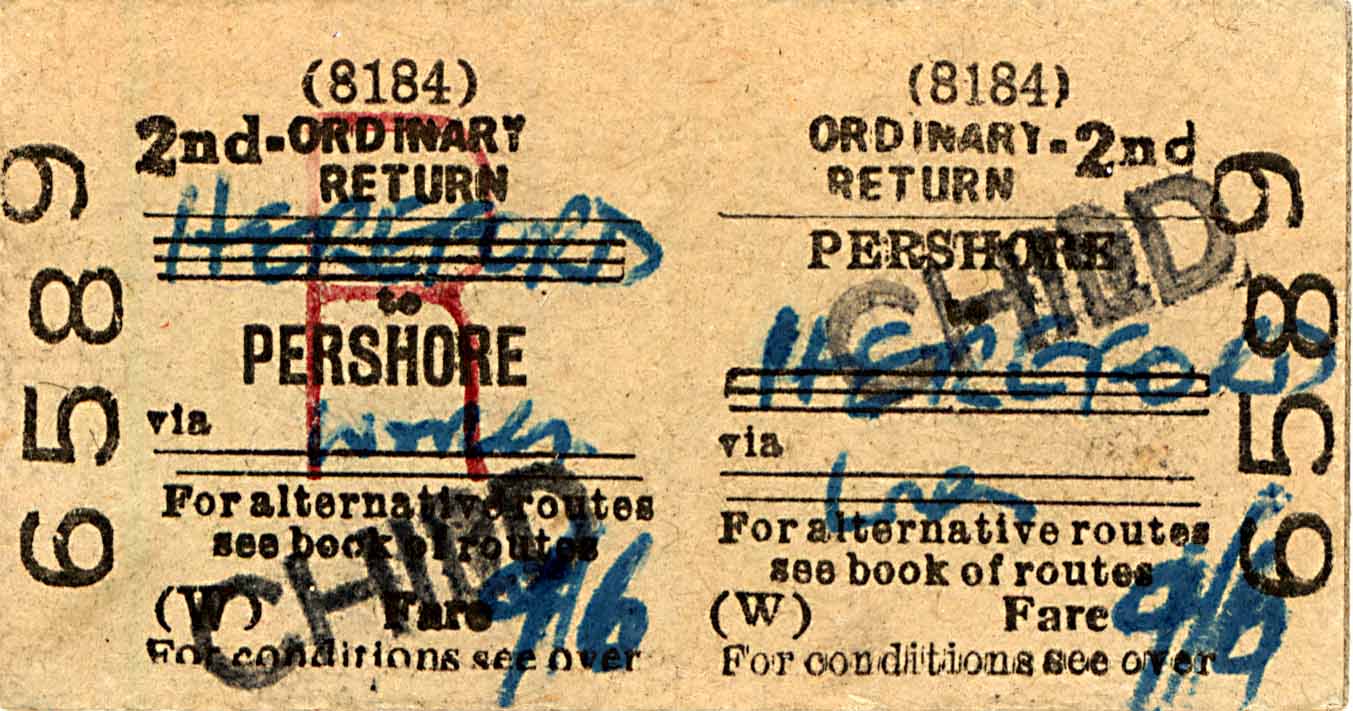 6589
(8184)
2nd-ORDINARY
RETURN
HEREFORD
to
PERSHORE
via
For alternative routes
see book of routes
(W) Fare 9/6
For conditions see over
CHILD
R
(8184)
ORDINARY-2nd
RETURN
PERSHORE
to
HEREFORD
via
For alternative routes
see book of routes
(W) Fare
For conditions see over
CHILD
6589